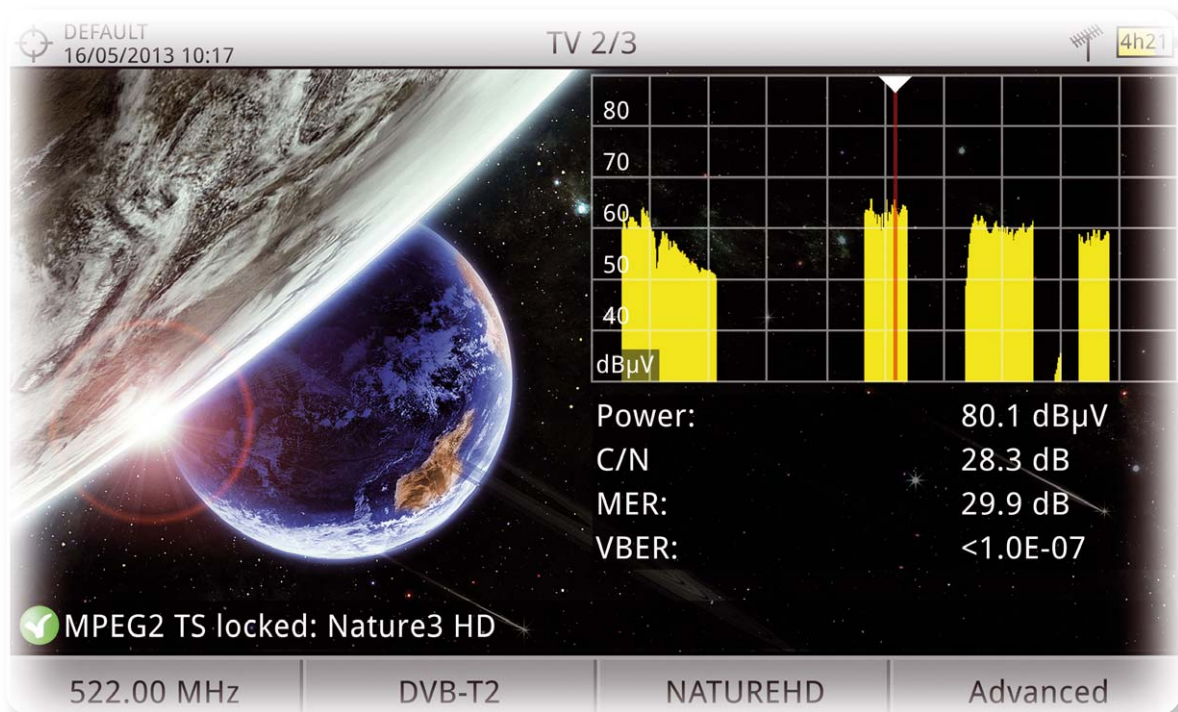 DEFAULT
16/05/2013 10:17
TV 2/3
4h21
80
70
60
50
40
dBµV
Power: 80.1 dBµV
C/N 28.3 dB
MER: 29.9 dB
VBER: <1.0E-07
MPEG2 TS locked: Nature3 HD
522.00 MHz
DVB-T2
NATUREHD
Advanced